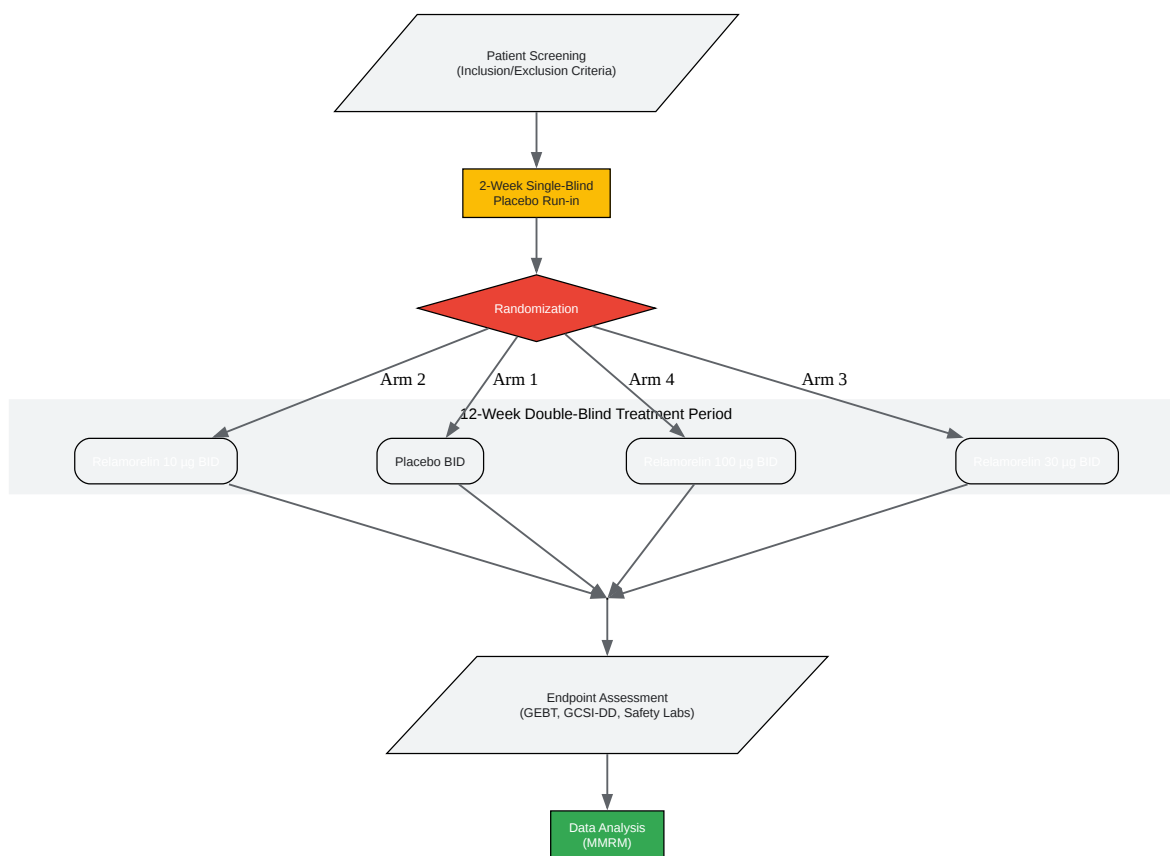 Patient Screening
(Inclusion/Exclusion Criteria)
2-Week Single-Blind
Placebo Run-in
Randomization
Arm 2
Arm 1
Arm 4
Arm 3
12-Week Double-Blind Treatment Period
Relamorelin 10 µg BID
Placebo BID
Relamorelin 100 µg BID
Relamorelin 30 µg BID
Endpoint Assessment
(GEBT, GCSI-DD, Safety Labs)
Data Analysis
(MMRM)